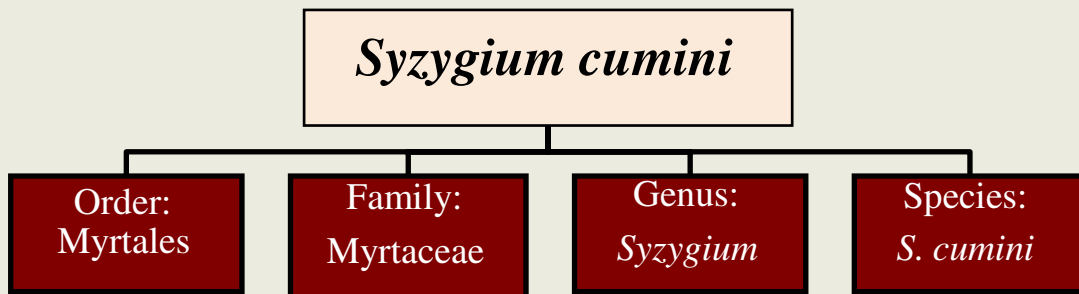 Syzygium cumini
Order:
Myrtales
Family:
Myrtaceae
Genus:
Syzygium
Species:
S. cumini